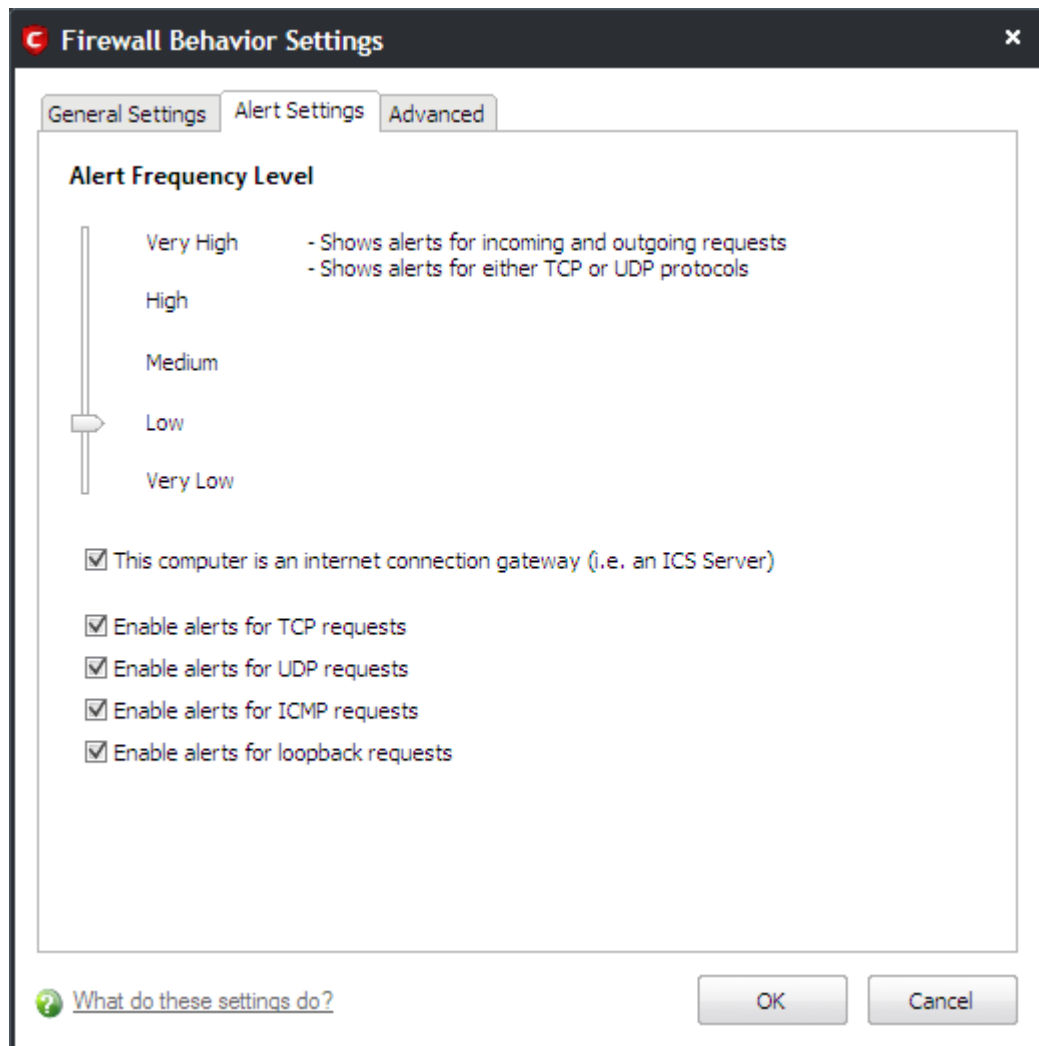 Firewall Behavior Settings
General Settings
Alert Settings
Advanced
Alert Frequency Level
Very High
- Shows alerts for incoming and outgoing requests
- Shows alerts for either TCP or UDP protocols
High
Medium
Low
Very Low
This computer is an internet connection gateway (i.e. an ICS Server)
Enable alerts for TCP requests
Enable alerts for UDP requests
Enable alerts for ICMP requests
Enable alerts for loopback requests
What do these settings do?
OK
Cancel